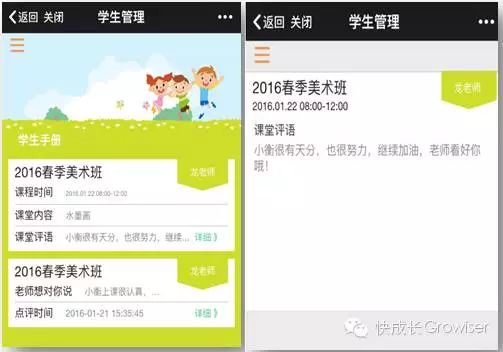 返回 关闭
学生管理
学生手册
2016春季美术班
龙老师
课程时间
2016.01.22 08:00-12:00
课堂内容
水墨画
课堂评语
小衡很有天分，也很努力，继续...
详细
2016春季美术班
龙老师
老师想对你说
小衡上课很认真，...
点评时间
2016-01-21 15:35:45
详细
返回 关闭
学生管理
2016春季美术班
龙老师
2016.01.22 08:00-12:00
课堂评语
小衡很有天分，也很努力，继续加油，老师看好你
哦！
快成长Growiser